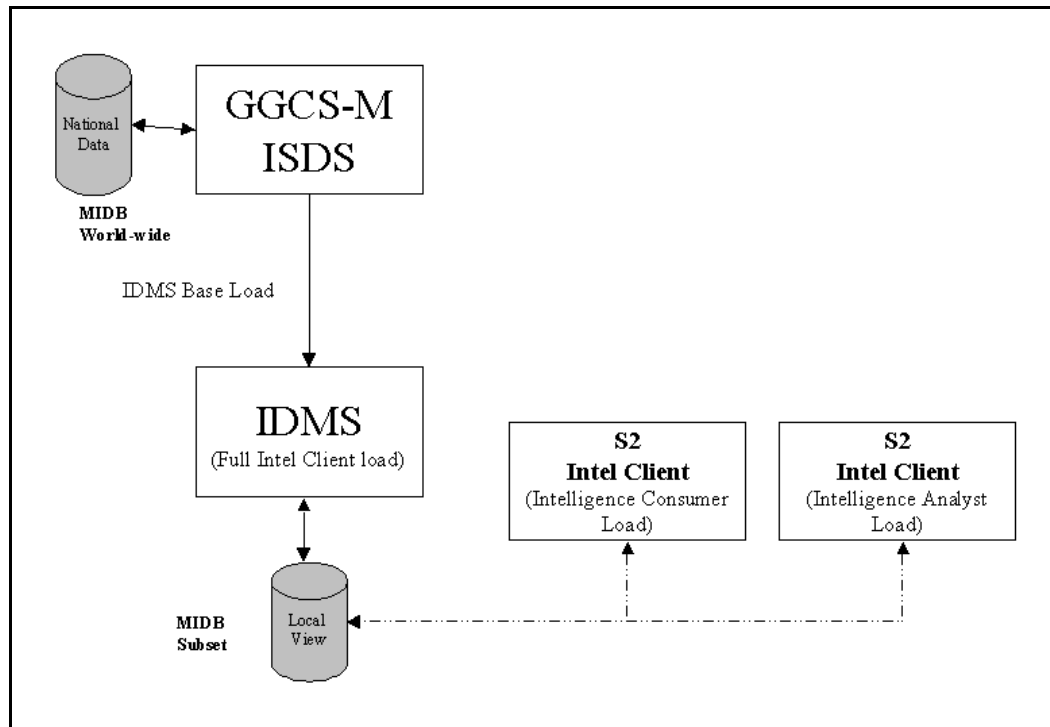 GGCS-M
ISDS
National
Data
MIDB
World-wide
IDMS Base Load
IDMS
(Full Intel Client load)
S2
Intel Client
(Intelligence Consumer
Load)
S2
Intel Client
(Intelligence Analyst
Load)
MIDB
Subset
Local
View